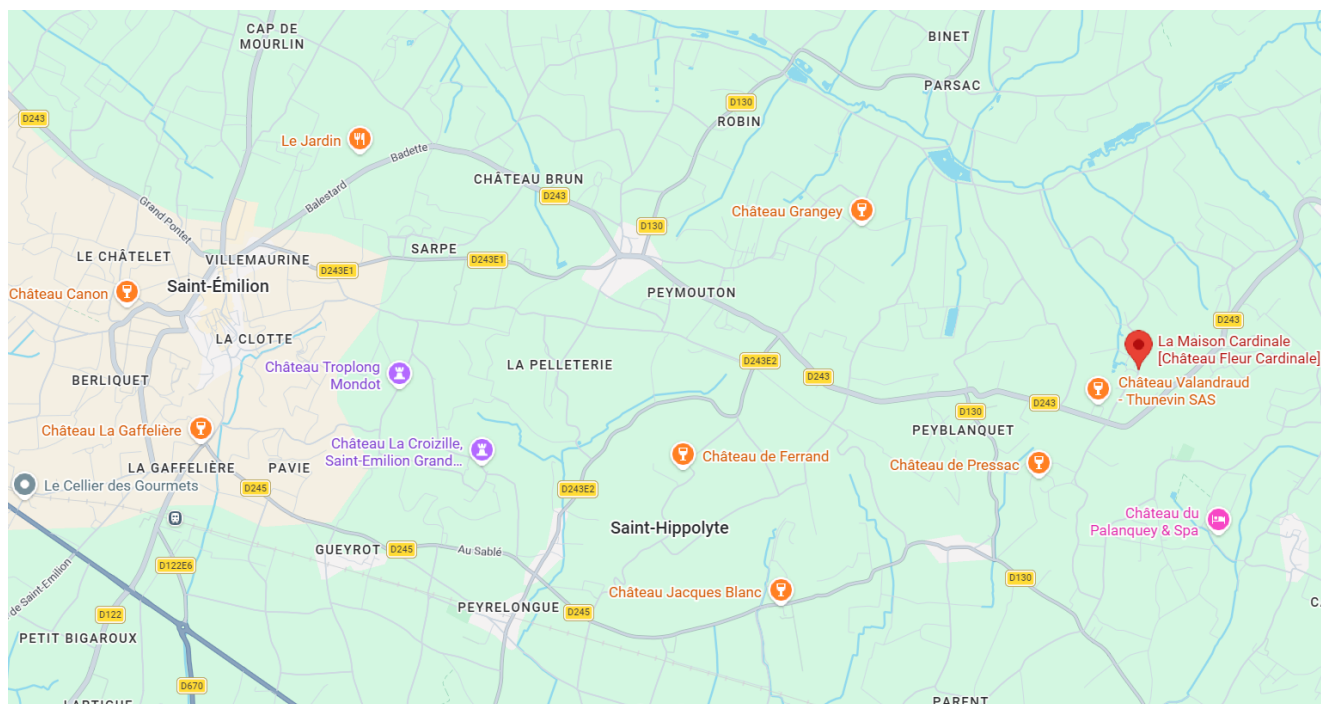 CAP DE
MOURLIN
BINET
PARSAC
D243
D130
ROBIN
Le Jardin
Badette
CHÂTEAU BRUN
Balestard
D243
Grand Pontet
Château Grangey
D130
SARPE
LE CHÂTELET
VILLEMAURINE
D243E1
D243E1
Saint-Émilion
Château Canon
PEYMOUTON
D243
LA CLOTTE
La Maison Cardinale
[Château Fleur Cardinale]
Château Troplong
Mondot
LA PELLETERIE
D243E2
D243
BERLIQUET
Château Valandraud
- Thunevin SAS
D243
D130
Château La Gaffelière
PEYBLANQUET
Château La Croizille,
Saint-Emilion Grand...
Château de Ferrand
Château de Pressac
LA GAFFELIÈRE
PAVIE
Le Cellier des Gourmets
D245
D243E2
Château du
Palanquey & Spa
Saint-Hippolyte
GUEYROT
D245
Au Sablé
D122E6
D130
de Saint-Emilion
Château Jacques Blanc
PEYRELONGUE
D245
D122
PETIT BIGAROUX
D670
PARENT